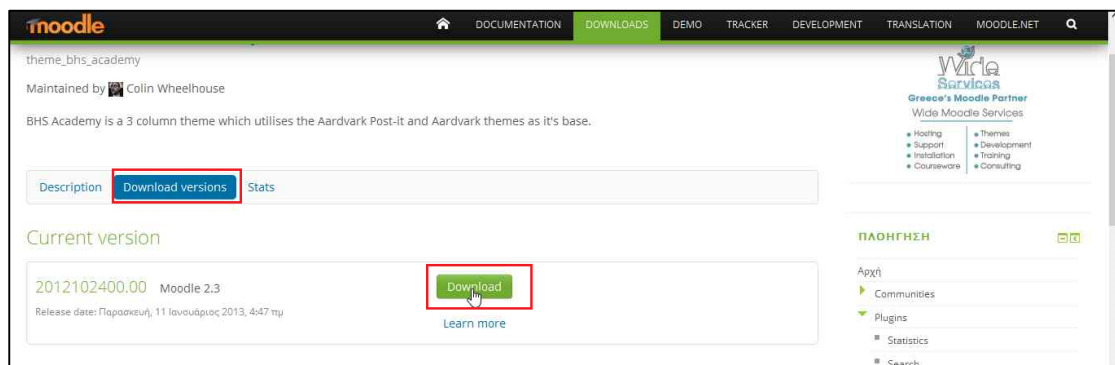 moodle
DOCUMENTATION DOWNLOADS DEMO TRACKER DEVELOPMENT TRANSLATION MOODLE.NET
theme_bhs_academy
Maintained by Colin Wheelhouse
BHS Academy is a 3 column theme which utilises the Aardvark Post-it and Aardvark themes as it's base.
Description Download versions Stats
Current version
2012102400.00 Moodle 2.3
Release date: Παρασκευή, 11 Ιανουάριος 2013, 4:47 πμ
Download
Learn more
Wide
Services
Greece's Moodle Partner
Wide Moodle Services
Hosting
Support
Installation
Courseware
Themes
Development
Training
Consulting
ΠΛΟΗΓΗΣΗ
Αρχή
Communities
Plugins
Statistics
Search